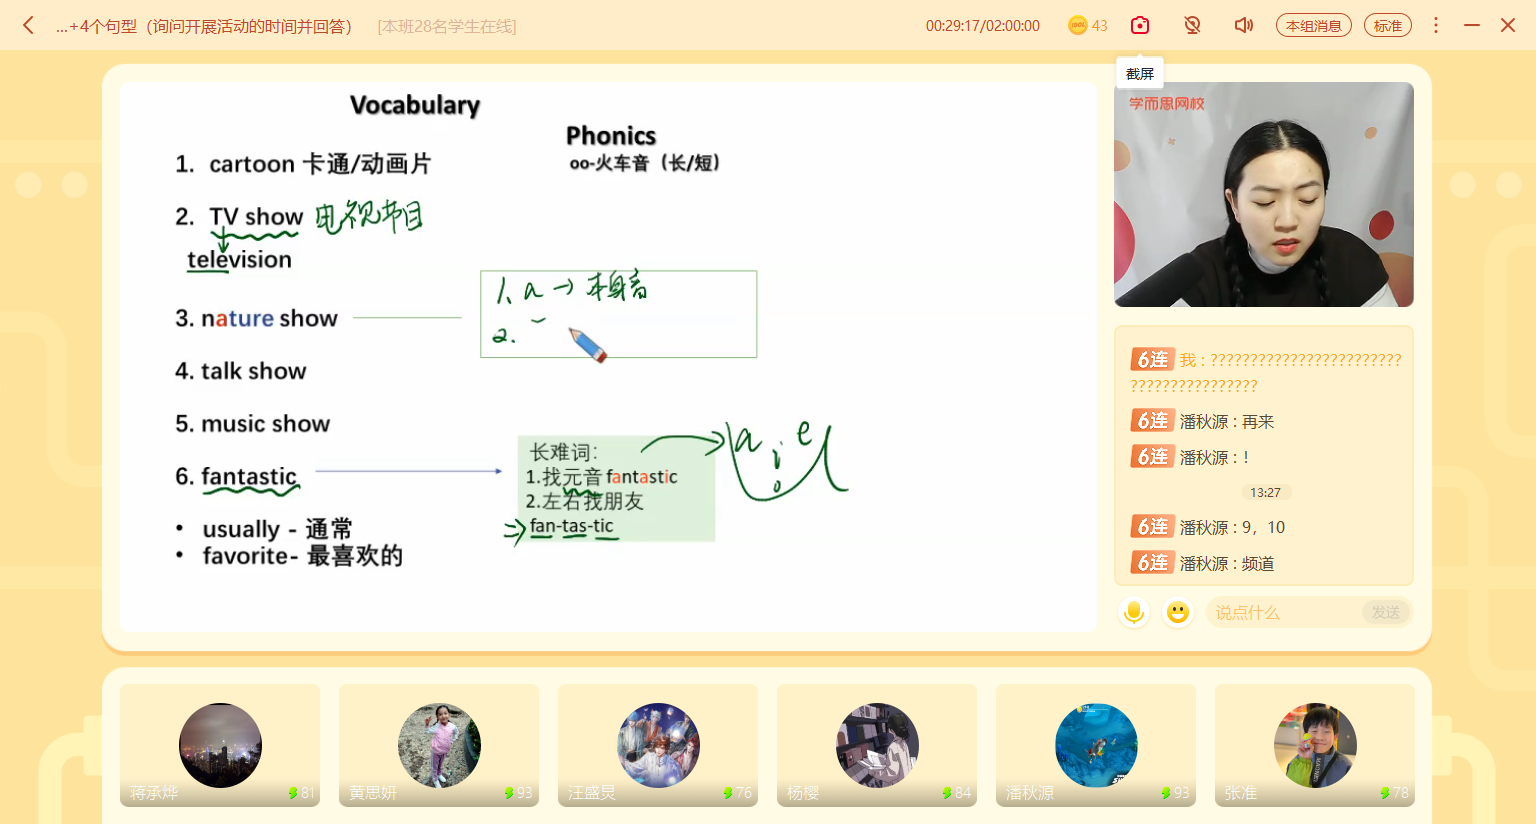 ...+4个句型（询问开展活动的时间并回答）
[本班28名学生在线]
00:29:17/02:00:00
100%
43
本组消息
标准
截屏
Vocabulary
Phonics
oo-火车音（长/短）
1. cartoon 卡通/动画片
2. TV show 电视节目
television
3. nature show
1. a → 本身音
2.
4. talk show
5. music show
6. fantastic
长难词：
1.找元音 fantastic
2.左右找朋友
fan-tas-tic
a i e o u
• usually - 通常
• favorite- 最喜欢的
学而思网校
6连 我：????????????????????????
????????????????
6连 潘秋源：再来
6连 潘秋源：！
13:27
6连 潘秋源：9，10
6连 潘秋源：频道
说点什么
发送
蒋承烨 81
黄思妍 93
汪盛炅 76
杨樱 84
潘秋源 93
张准 78